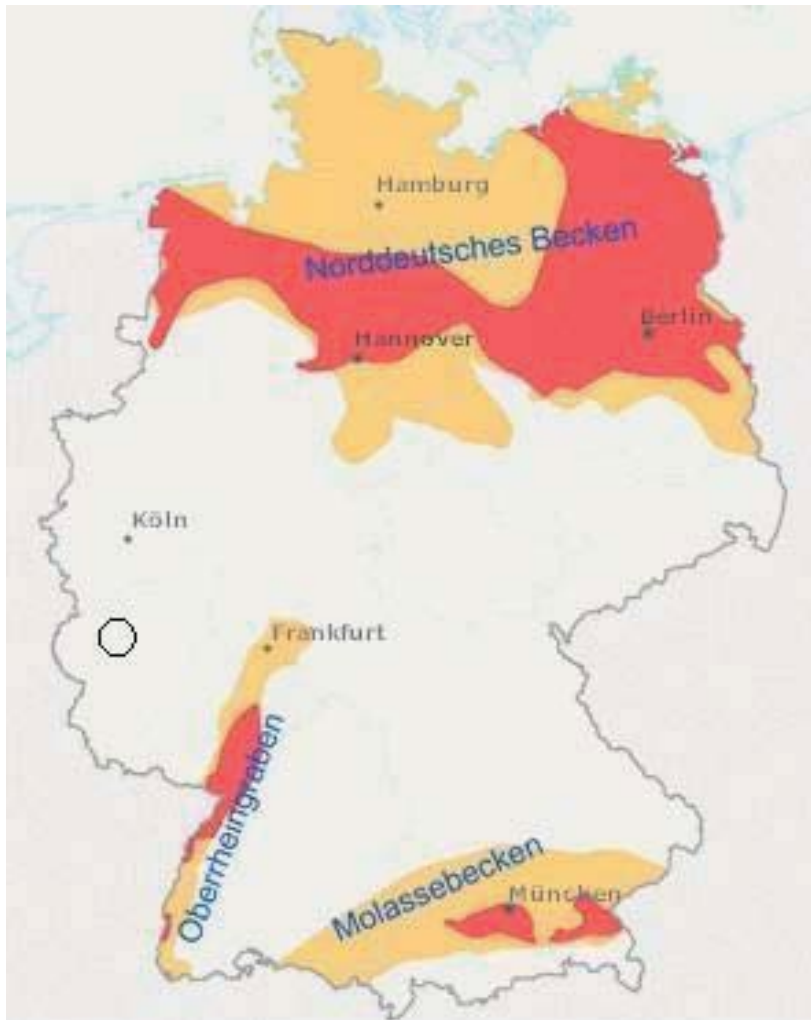 Hamburg
Norddeutsches Becken
Berlin
Hannover
Köln
Frankfurt
Oberrheingraben
Molassebecken
München